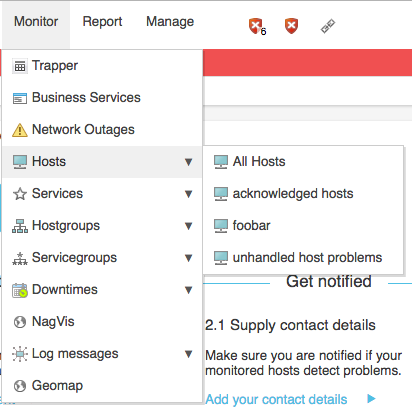 Monitor Report Manage 6
Trapper
Business Services
Network Outages
Hosts
All Hosts
acknowledged hosts
foobar
unhandled host problems
Services
Hostgroups
Servicegroups
Downtimes
NagVis
Log messages
Geomap
Get notified
2.1 Supply contact details
Make sure you are notified if your
monitored hosts detect problems.
Add your contact details